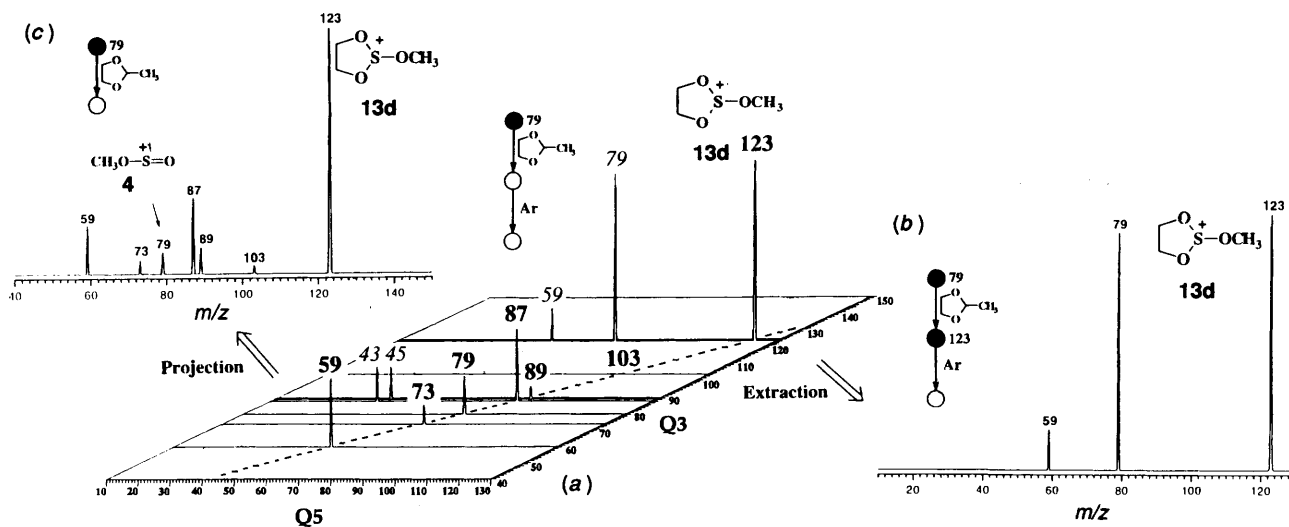 (c)
79
O
O
CH₃
CH₃O—S=O
+
4
59
73
79
87
89
103
123
O
S—OCH₃
O
+
13d
40 60 80 100 120 140
m/z
Projection
79
O
O
CH₃
Ar
O
S—OCH₃
O
+·
13d
59
79
123
43
45
59
73
79
87
89
103
10 20 30 40 50 60 70 80 90 100 110 120 130
Q5
40 50 60 70 80 90 100 110 120 130 140 150
Q3
(a)
Extraction
(b)
79
O
O
CH₃
123
Ar
59
79
123
O
S—OCH₃
O
+
13d
20 40 60 80 100 120
m/z